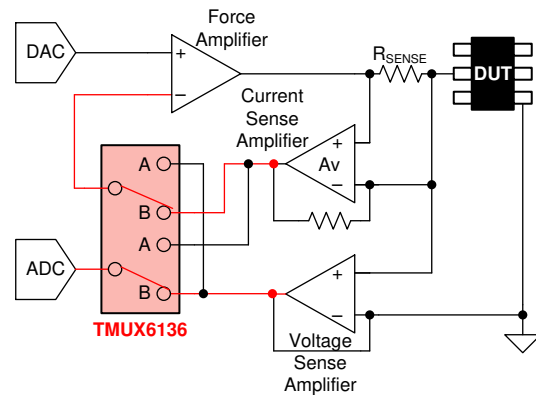 Force
Amplifier
DAC
+
−
R_SENSE
DUT
Current
Sense
Amplifier
+
Av
−
A
B
A
ADC
B
+
−
TMUX6136
Voltage
Sense
Amplifier